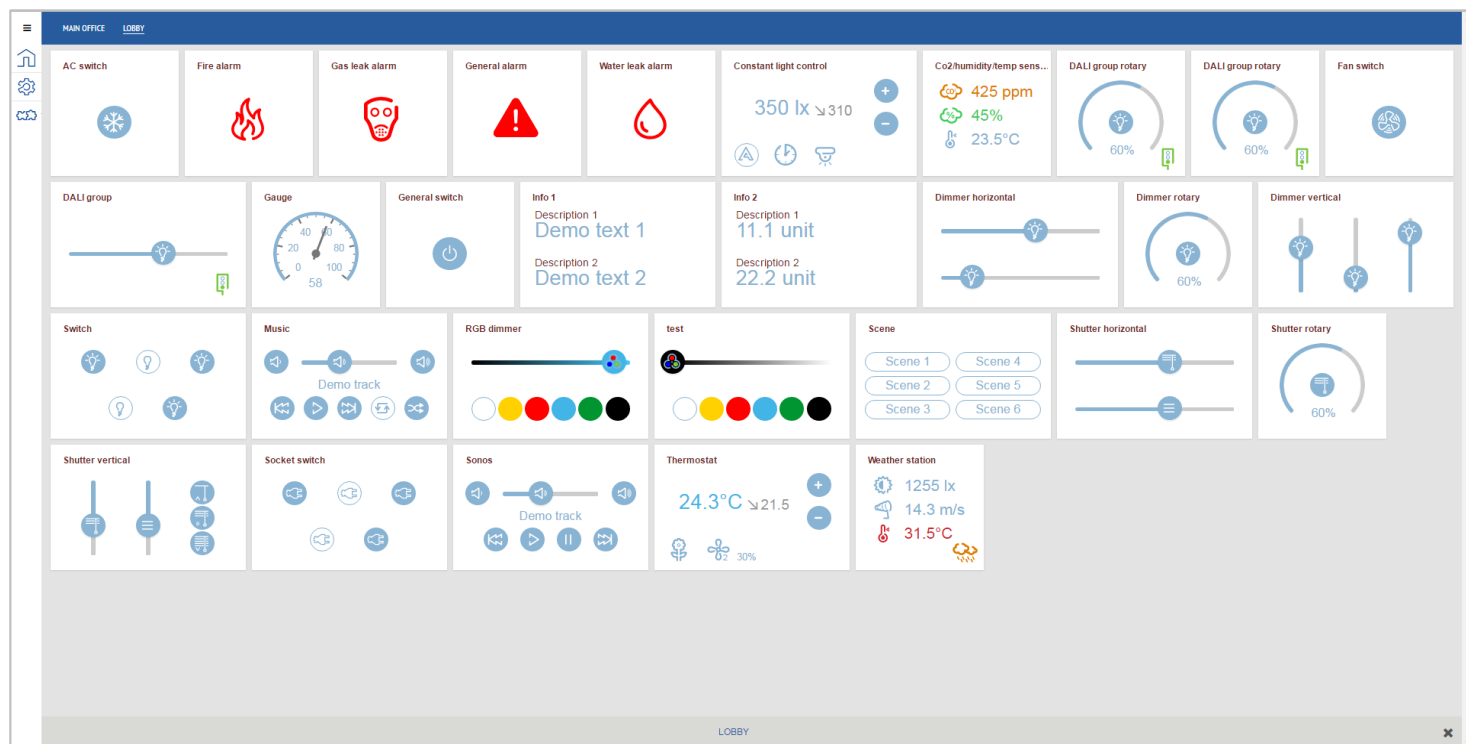 MAIN OFFICE LOBBY
AC switch
Fire alarm
Gas leak alarm
General alarm
Water leak alarm
Constant light control
350 lx ↘310
Co2/humidity/temp sens...
CO²
425 ppm
%
45%
23.5°C
DALI group rotary
60%
DALI group rotary
60%
Fan switch
DALI group
Gauge
0 20 40 60 80 100
58
General switch
Info 1
Description 1
Demo text 1
Description 2
Demo text 2
Info 2
Description 1
11.1 unit
Description 2
22.2 unit
Dimmer horizontal
Dimmer rotary
60%
Dimmer vertical
Switch
Music
Demo track
RGB dimmer
test
Scene
Scene 1 Scene 4
Scene 2 Scene 5
Scene 3 Scene 6
Shutter horizontal
Shutter rotary
60%
Shutter vertical
Socket switch
Sonos
Demo track
Thermostat
24.3°C ↘21.5
2 30%
Weather station
1255 lx
14.3 m/s
31.5°C
LOBBY